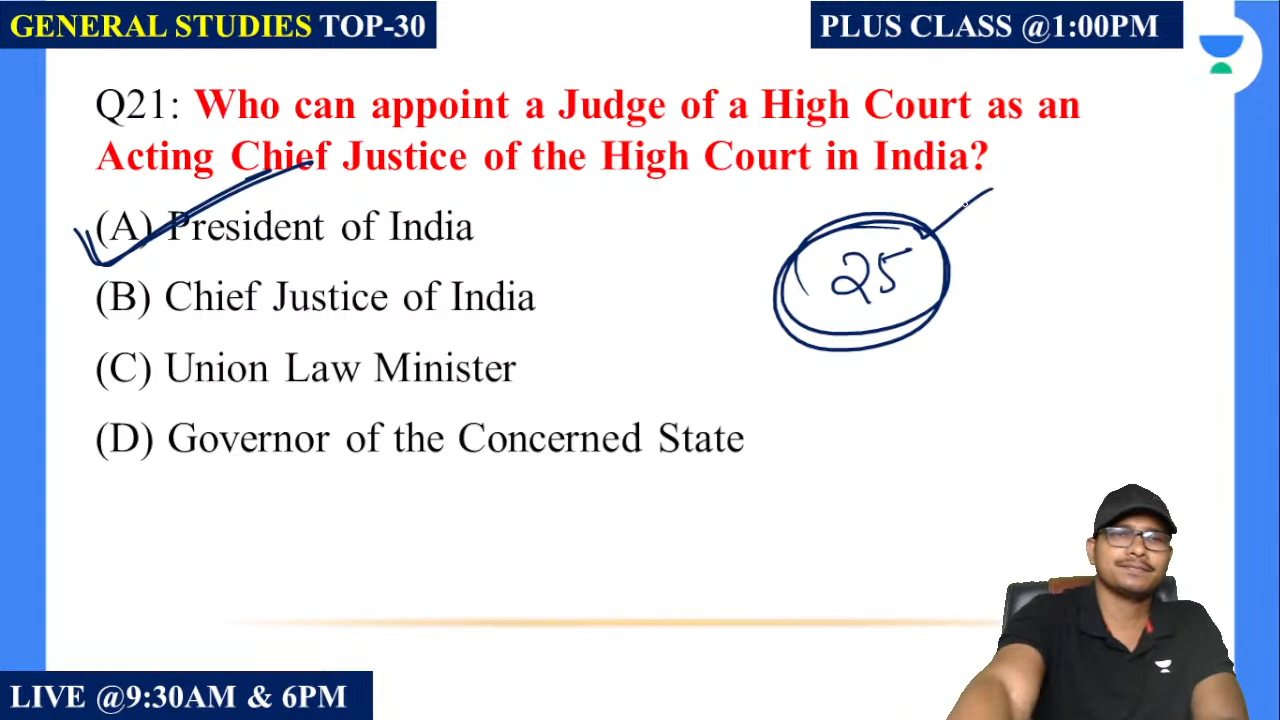 GENERAL STUDIES TOP-30
PLUS CLASS @1:00PM
Q21: Who can appoint a Judge of a High Court as an
Acting Chief Justice of the High Court in India?
(A) President of India
(B) Chief Justice of India
25
(C) Union Law Minister
(D) Governor of the Concerned State
LIVE @9:30AM & 6PM